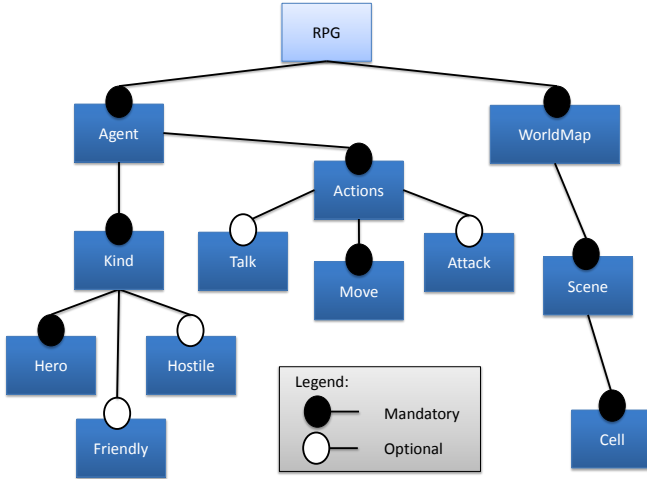 RPG
Agent
WorldMap
Actions
Kind
Talk
Attack
Move
Scene
Hero
Hostile
Legend:
Mandatory
Optional
Friendly
Cell